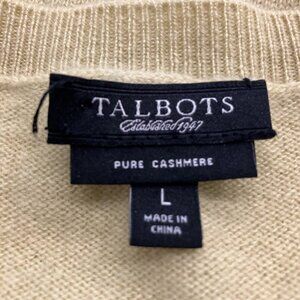 TALBOTS
Established 1947
PURE CASHMERE
L
MADE IN
CHINA